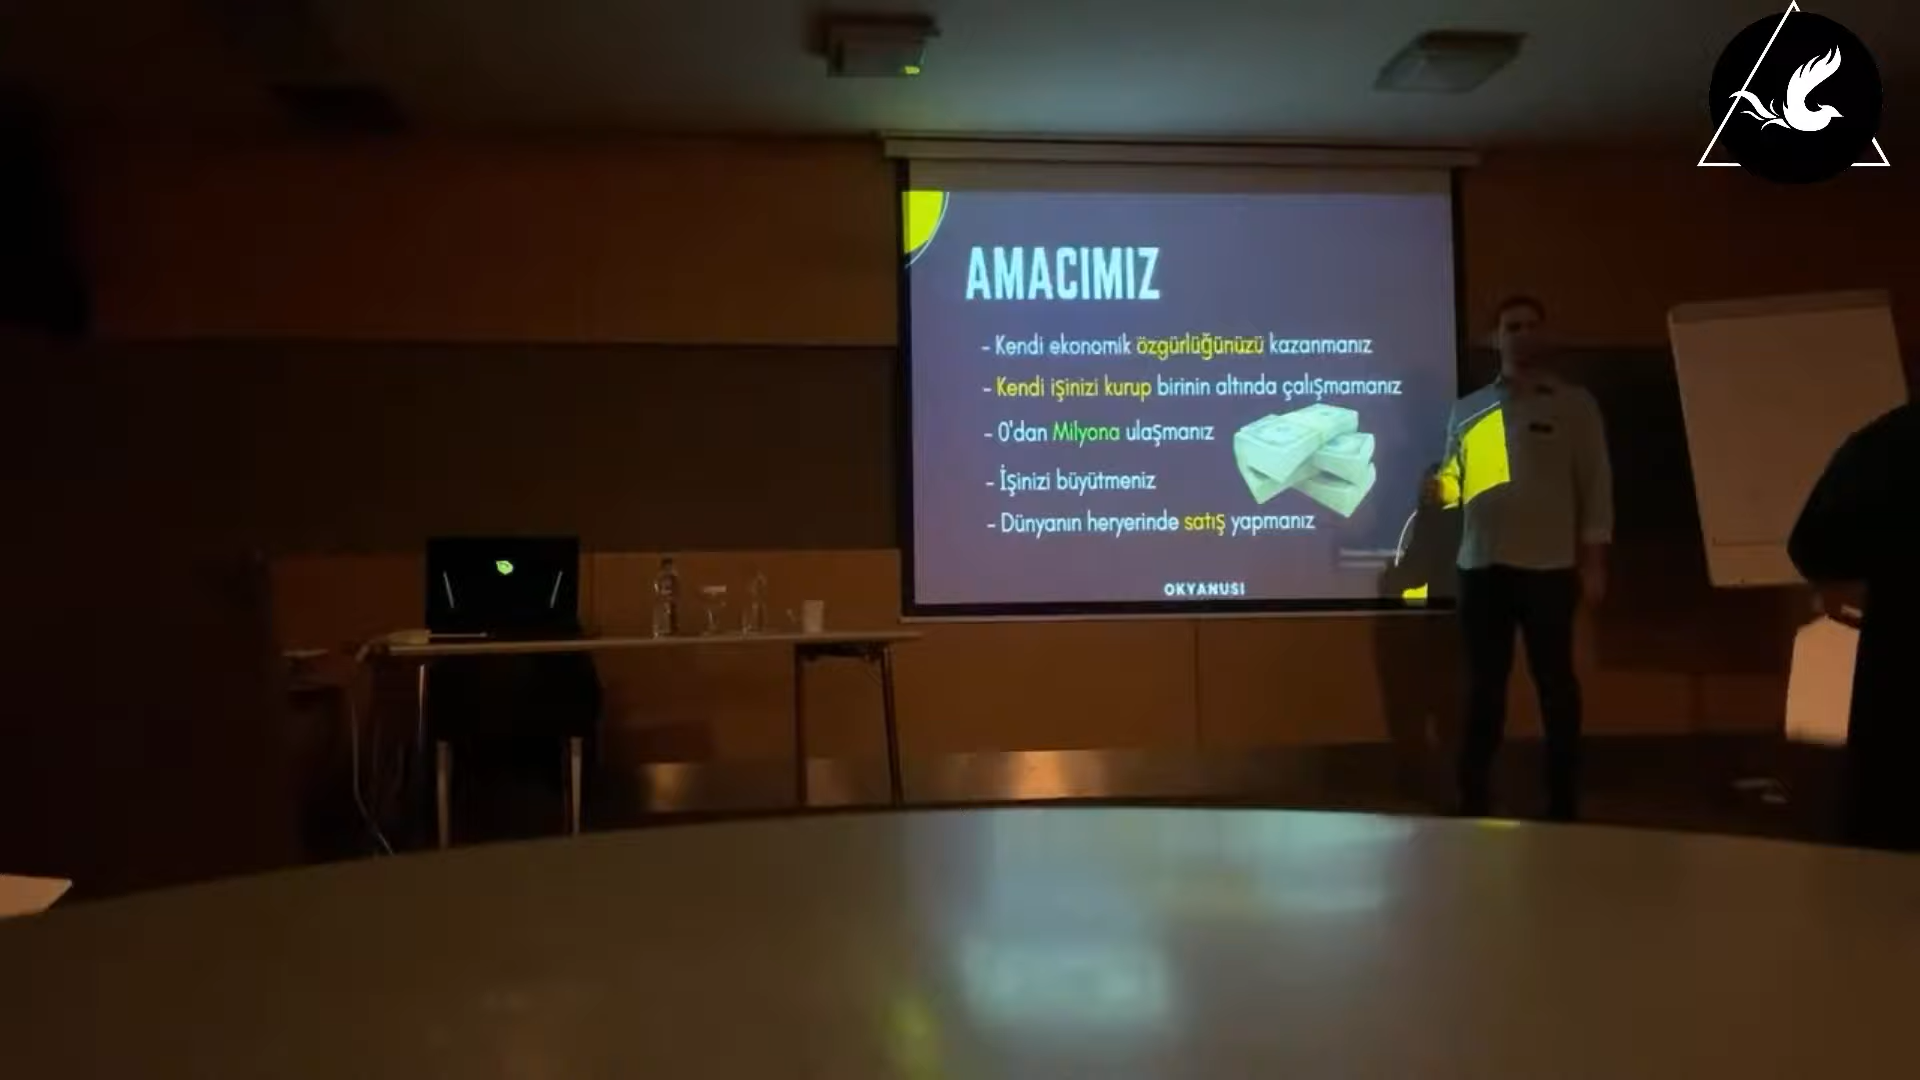 AMACIMIZ
- Kendi ekonomik özgürlüğünüzü kazanmanız
- Kendi işinizi kurup birinin altında çalışmamanız
- 0'dan Milyona ulaşmanız
- İşinizi büyütmeniz
- Dünyanın heryerinde satış yapmanız
OKYANUSI